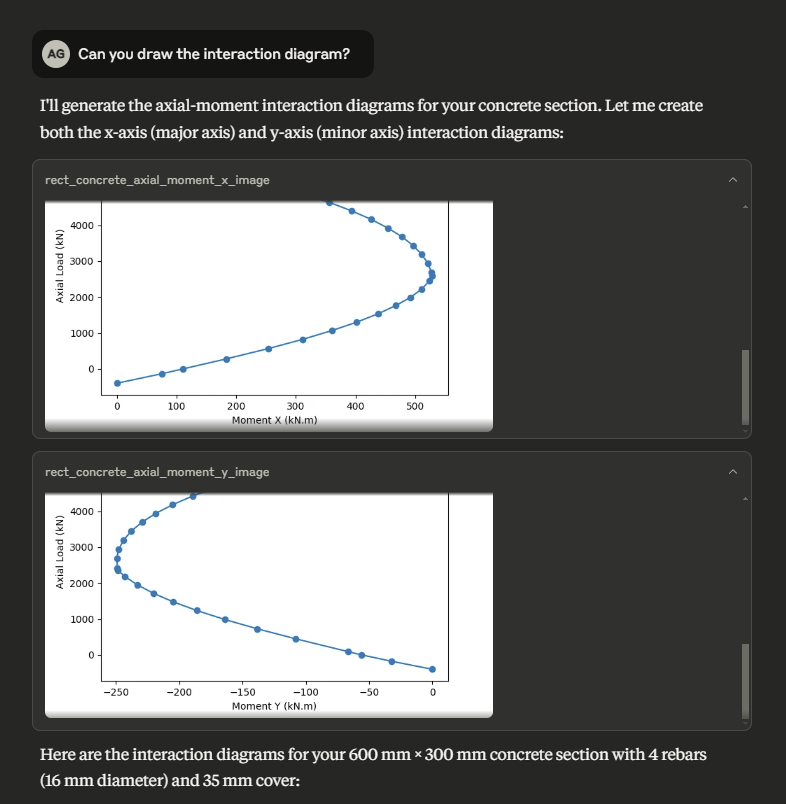 AG Can you draw the interaction diagram?
I'll generate the axial-moment interaction diagrams for your concrete section. Let me create
both the x-axis (major axis) and y-axis (minor axis) interaction diagrams:
rect_concrete_axial_moment_x_image
Axial Load (kN)
4000
3000
2000
1000
0
0 100 200 300 400 500
Moment X (kN.m)
rect_concrete_axial_moment_y_image
Axial Load (kN)
4000
3000
2000
1000
0
−250 −200 −150 −100 −50 0
Moment Y (kN.m)
Here are the interaction diagrams for your 600 mm × 300 mm concrete section with 4 rebars
(16 mm diameter) and 35 mm cover: